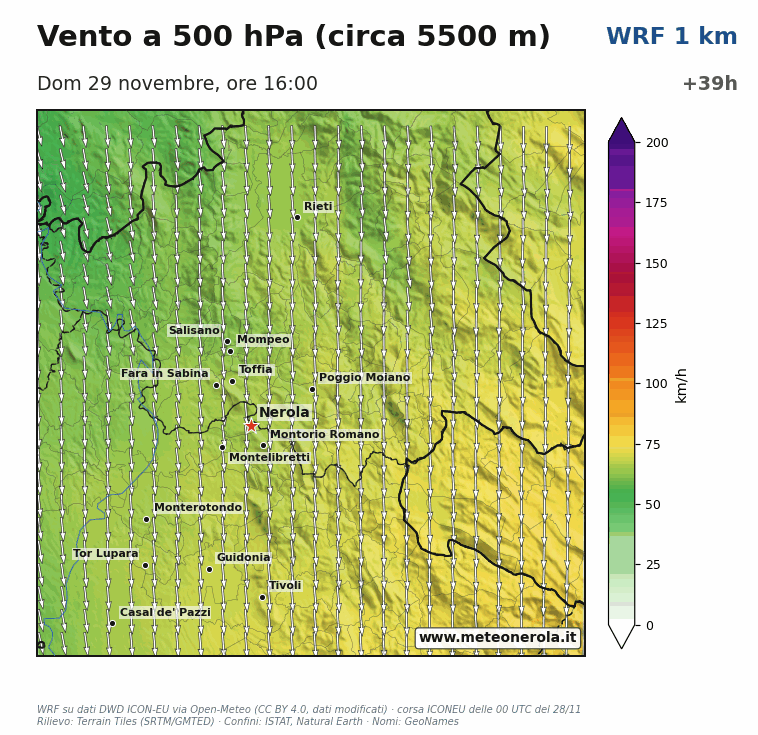 Vento a 500 hPa (circa 5500 m)
WRF 1 km
Dom 29 novembre, ore 16:00
+39h
Rieti
Salisano
Mompeo
Fara in Sabina
Toffia
Poggio Moiano
Nerola
Montorio Romano
Montelibretti
Monterotondo
Tor Lupara
Guidonia
Tivoli
Casal de' Pazzi
www.meteonerola.it
200
175
150
125
100
75
50
25
0
km/h
WRF su dati DWD ICON-EU via Open-Meteo (CC BY 4.0, dati modificati) · corsa ICONEU delle 00 UTC del 28/11
Rilievo: Terrain Tiles (SRTM/GMTED) · Confini: ISTAT, Natural Earth · Nomi: GeoNames